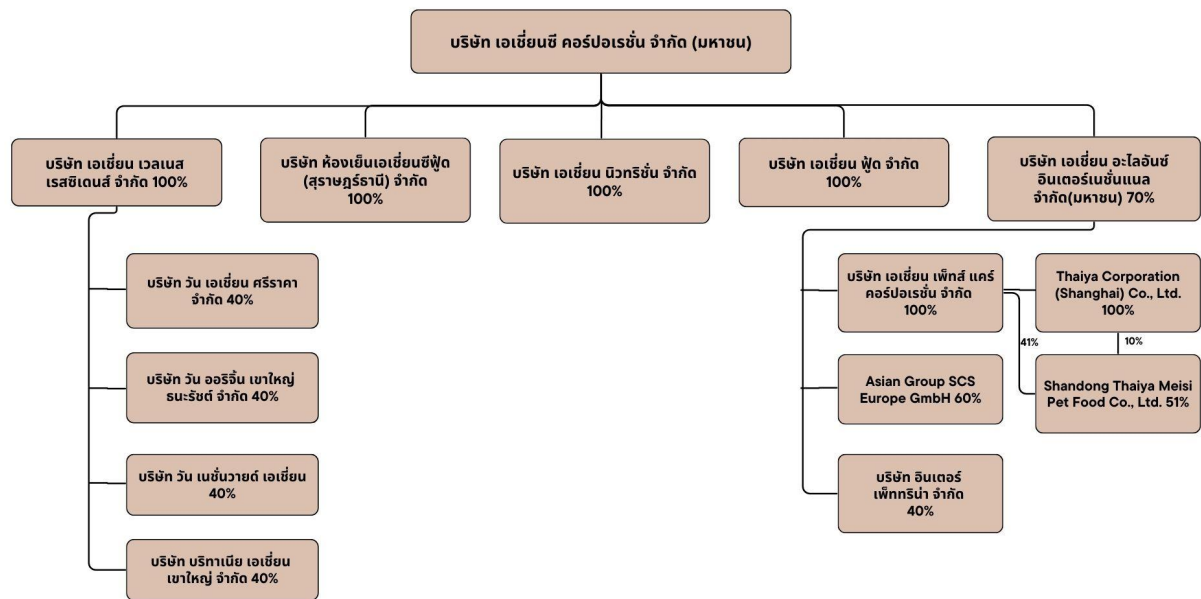 บริษัท เอเชี่ยนซี คอร์ปอเรชั่น จำกัด (มหาชน)
บริษัท เอเชี่ยน เวลเนส
เรสซิเดนส์ จำกัด 100%
บริษัท ห้องเย็นเอเชี่ยนซีฟู้ด
(สุราษฎร์ธานี) จำกัด
100%
บริษัท เอเชี่ยน นิวทริชั่น จำกัด
100%
บริษัท เอเชี่ยน ฟู้ด จำกัด
100%
บริษัท เอเชี่ยน อะไลอันซ์
อินเตอร์เนชั่นแนล
จำกัด(มหาชน) 70%
บริษัท วัน เอเชี่ยน ศรีราคา
จำกัด 40%
บริษัท วัน ออริจิ้น เขาใหญ่
ธนะรัชต์ จำกัด 40%
บริษัท วัน เนชั่นวายด์ เอเชี่ยน
40%
บริษัท บริทาเนีย เอเชี่ยน
เขาใหญ่ จำกัด 40%
บริษัท เอเชี่ยน เพ็ทส์ แคร์
คอร์ปอเรชั่น จำกัด
100%
Thaiya Corporation
(Shanghai) Co., Ltd.
100%
41%
10%
Asian Group SCS
Europe GmbH 60%
Shandong Thaiya Meisi
Pet Food Co., Ltd. 51%
บริษัท อินเตอร์
เพ็ททริน่า จำกัด
40%